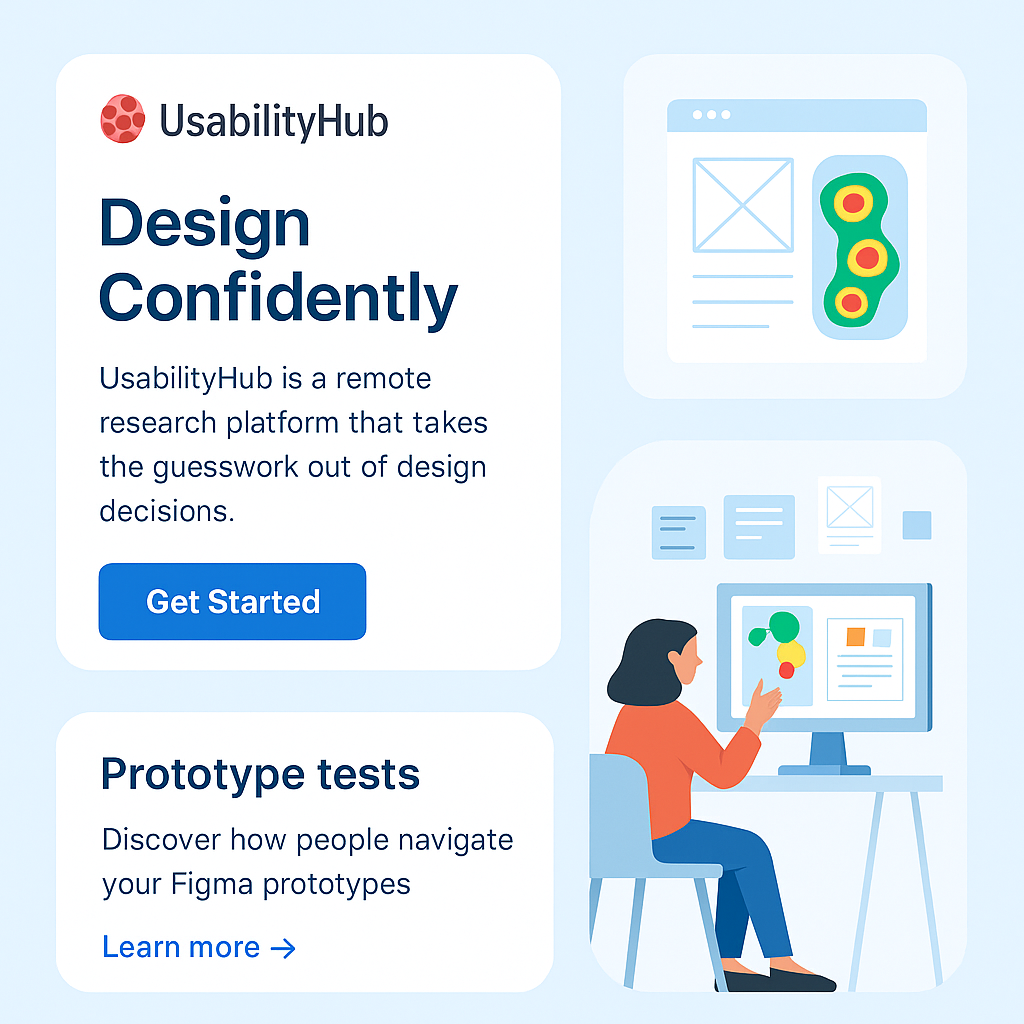 UsabilityHub
Design
Confidently
UsabilityHub is a remote
research platform that takes
the guesswork out of design
decisions.
Get Started
Prototype tests
Discover how people navigate
your Figma prototypes
Learn more →